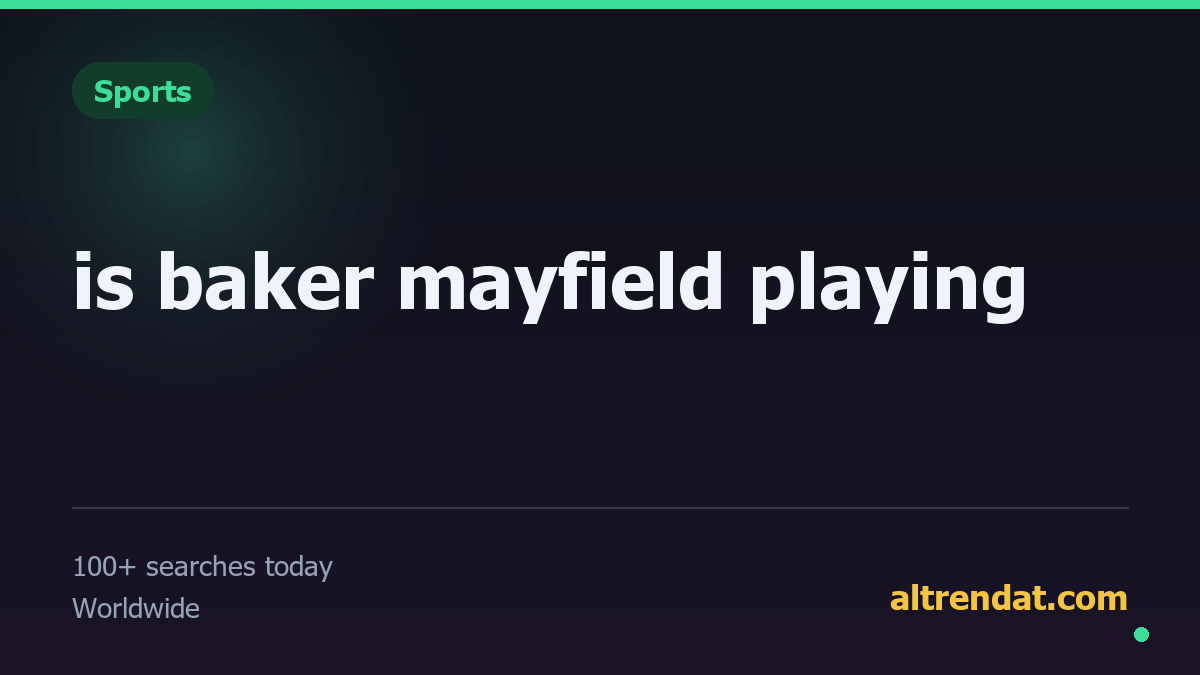 Sports
is baker mayfield playing
100+ searches today
Worldwide
altrendat.com